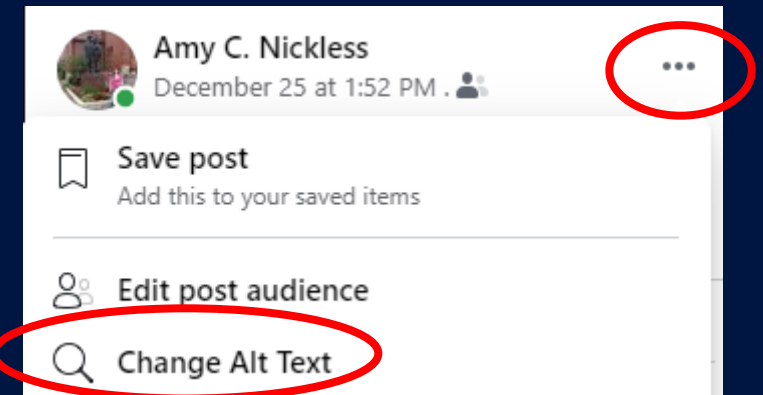 Amy C. Nickless
December 25 at 1:52 PM .
Save post
Add this to your saved items
Edit post audience
Change Alt Text